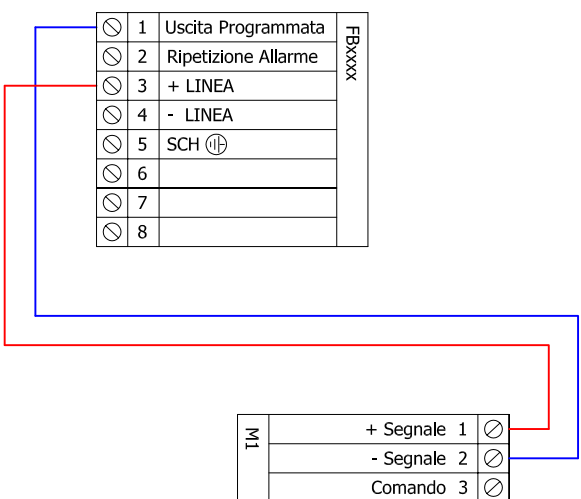 1 Uscita Programmata
2 Ripetizione Allarme
3 + LINEA
4 - LINEA
5 SCH
6
7
8
FBxxxx
M1
+ Segnale 1
- Segnale 2
Comando 3